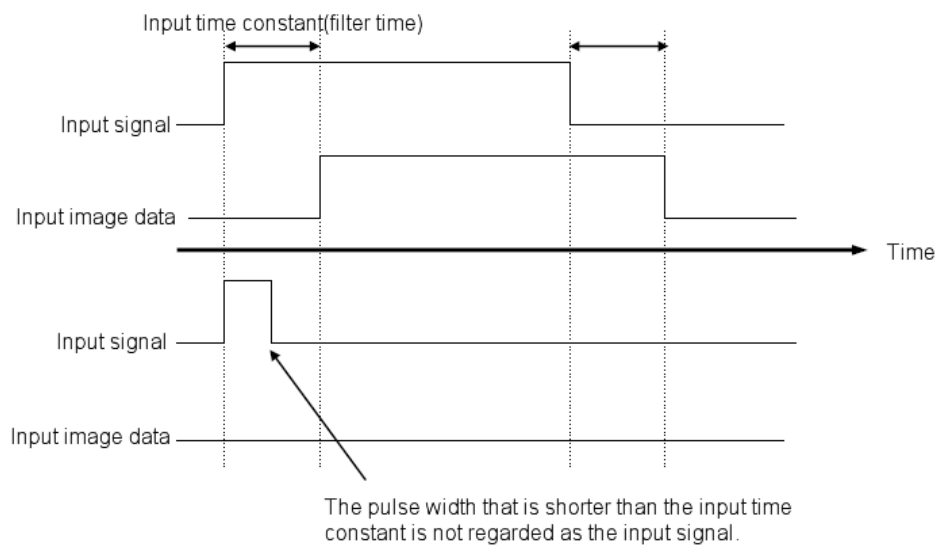 Input time constant(filter time)
Input signal
Input image data
Time
Input signal
Input image data
The pulse width that is shorter than the input time
constant is not regarded as the input signal.